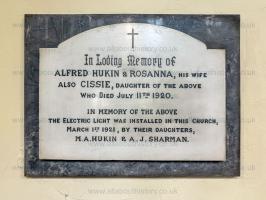 In Loving Memory of
ALFRED HUKIN & ROSANNA, HIS WIFE
ALSO CISSIE, DAUGHTER OF THE ABOVE
WHO DIED JULY 11TH 1920.
IN MEMORY OF THE ABOVE
THE ELECTRIC LIGHT WAS INSTALLED IN THIS CHURCH,
MARCH 1ST 1928, BY THEIR DAUGHTERS,
M.A. HUKIN & A.J. SHARMAN.
www.allabouthistory.co.uk